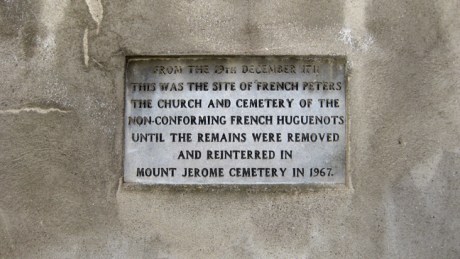 FROM THE 19TH DECEMBER 1711
THIS WAS THE SITE OF FRENCH PETERS
THE CHURCH AND CEMETERY OF THE
NON-CONFORMING FRENCH HUGUENOTS
UNTIL THE REMAINS WERE REMOVED
AND REINTERRED IN
MOUNT JEROME CEMETERY IN 1967.